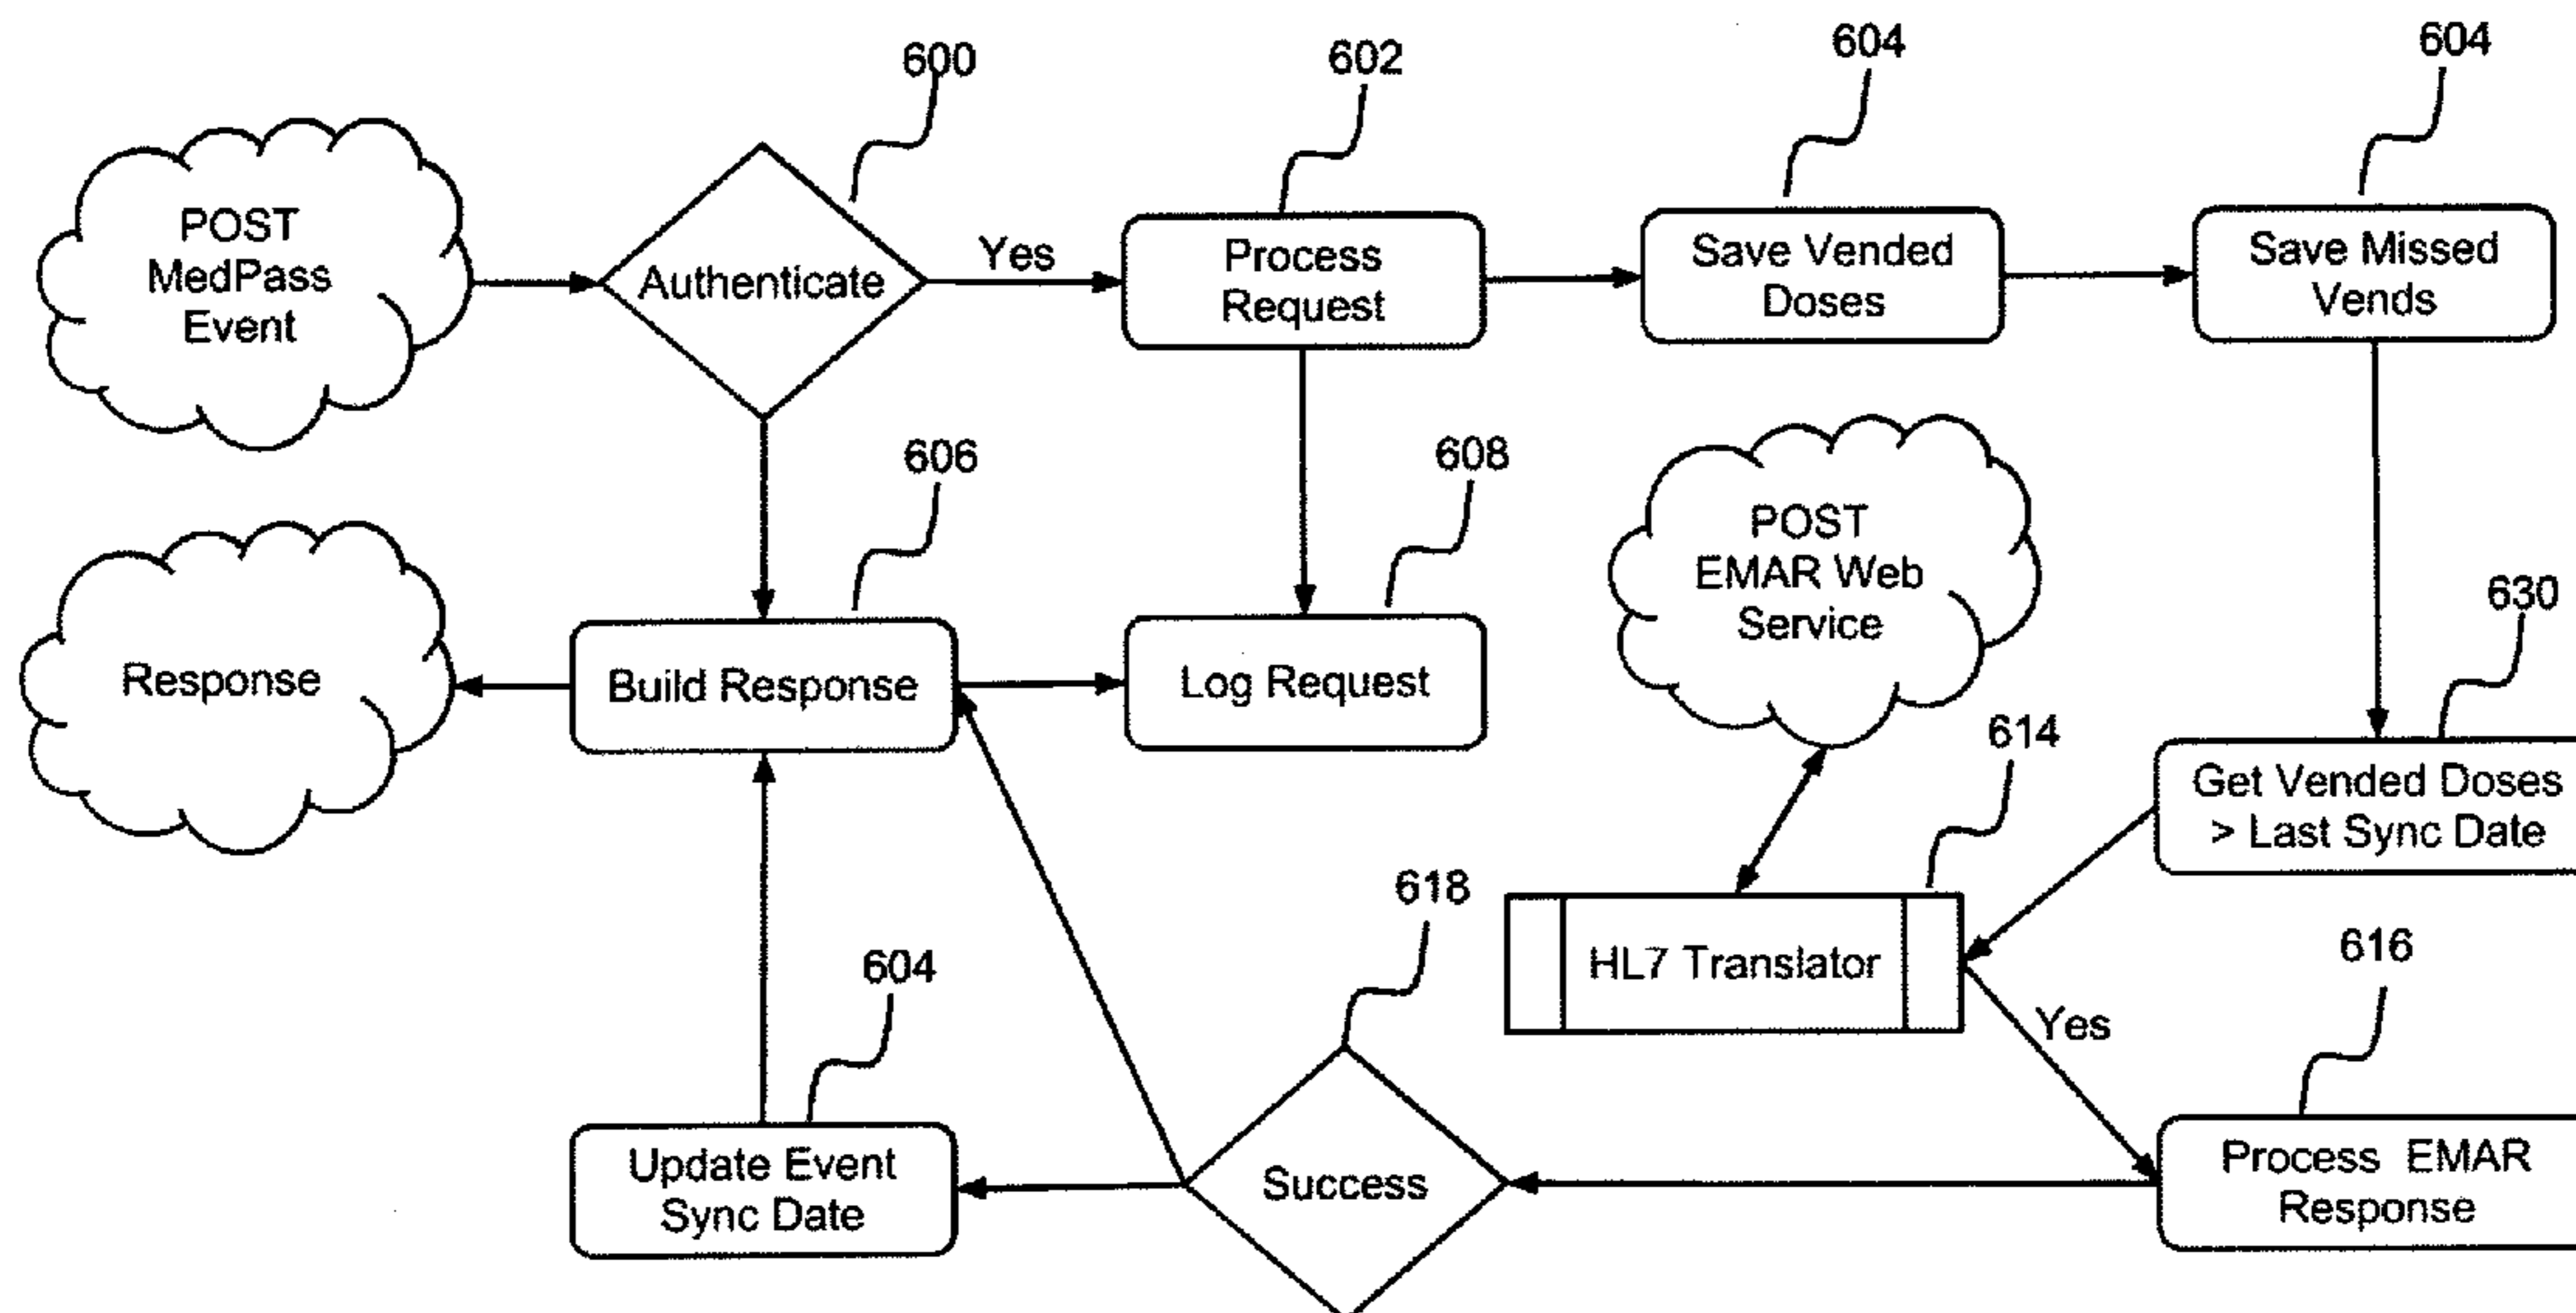 600
602
604
604
POST
MedPass
Event
Authenticate
Yes
Process
Request
Save Vended
Doses
Save Missed
Vends
606
608
POST
EMAR Web
Service
630
Response
Build Response
Log Request
614
Get Vended Doses
> Last Sync Date
618
HL7 Translator
616
604
Yes
Update Event
Sync Date
Success
Process EMAR
Response